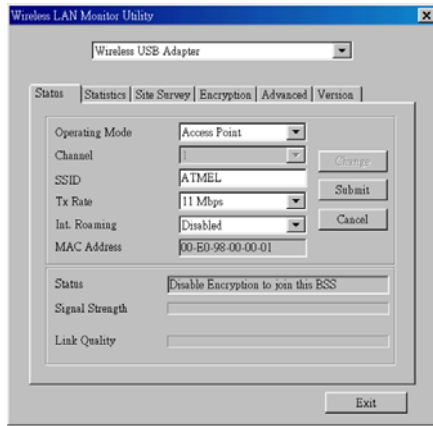 Wireless LAN Monitor Utility
Wireless USB Adapter
Status Statistics Site Survey Encryption Advanced Version
Operating Mode Access Point
Channel 1
Change
SSID ATMEL
Submit
Tx Rate 11 Mbps
Int. Roaming Disabled
Cancel
MAC Address 00-E0-98-00-00-01
Status Disable Encryption to join this BSS
Signal Strength
Link Quality
Exit